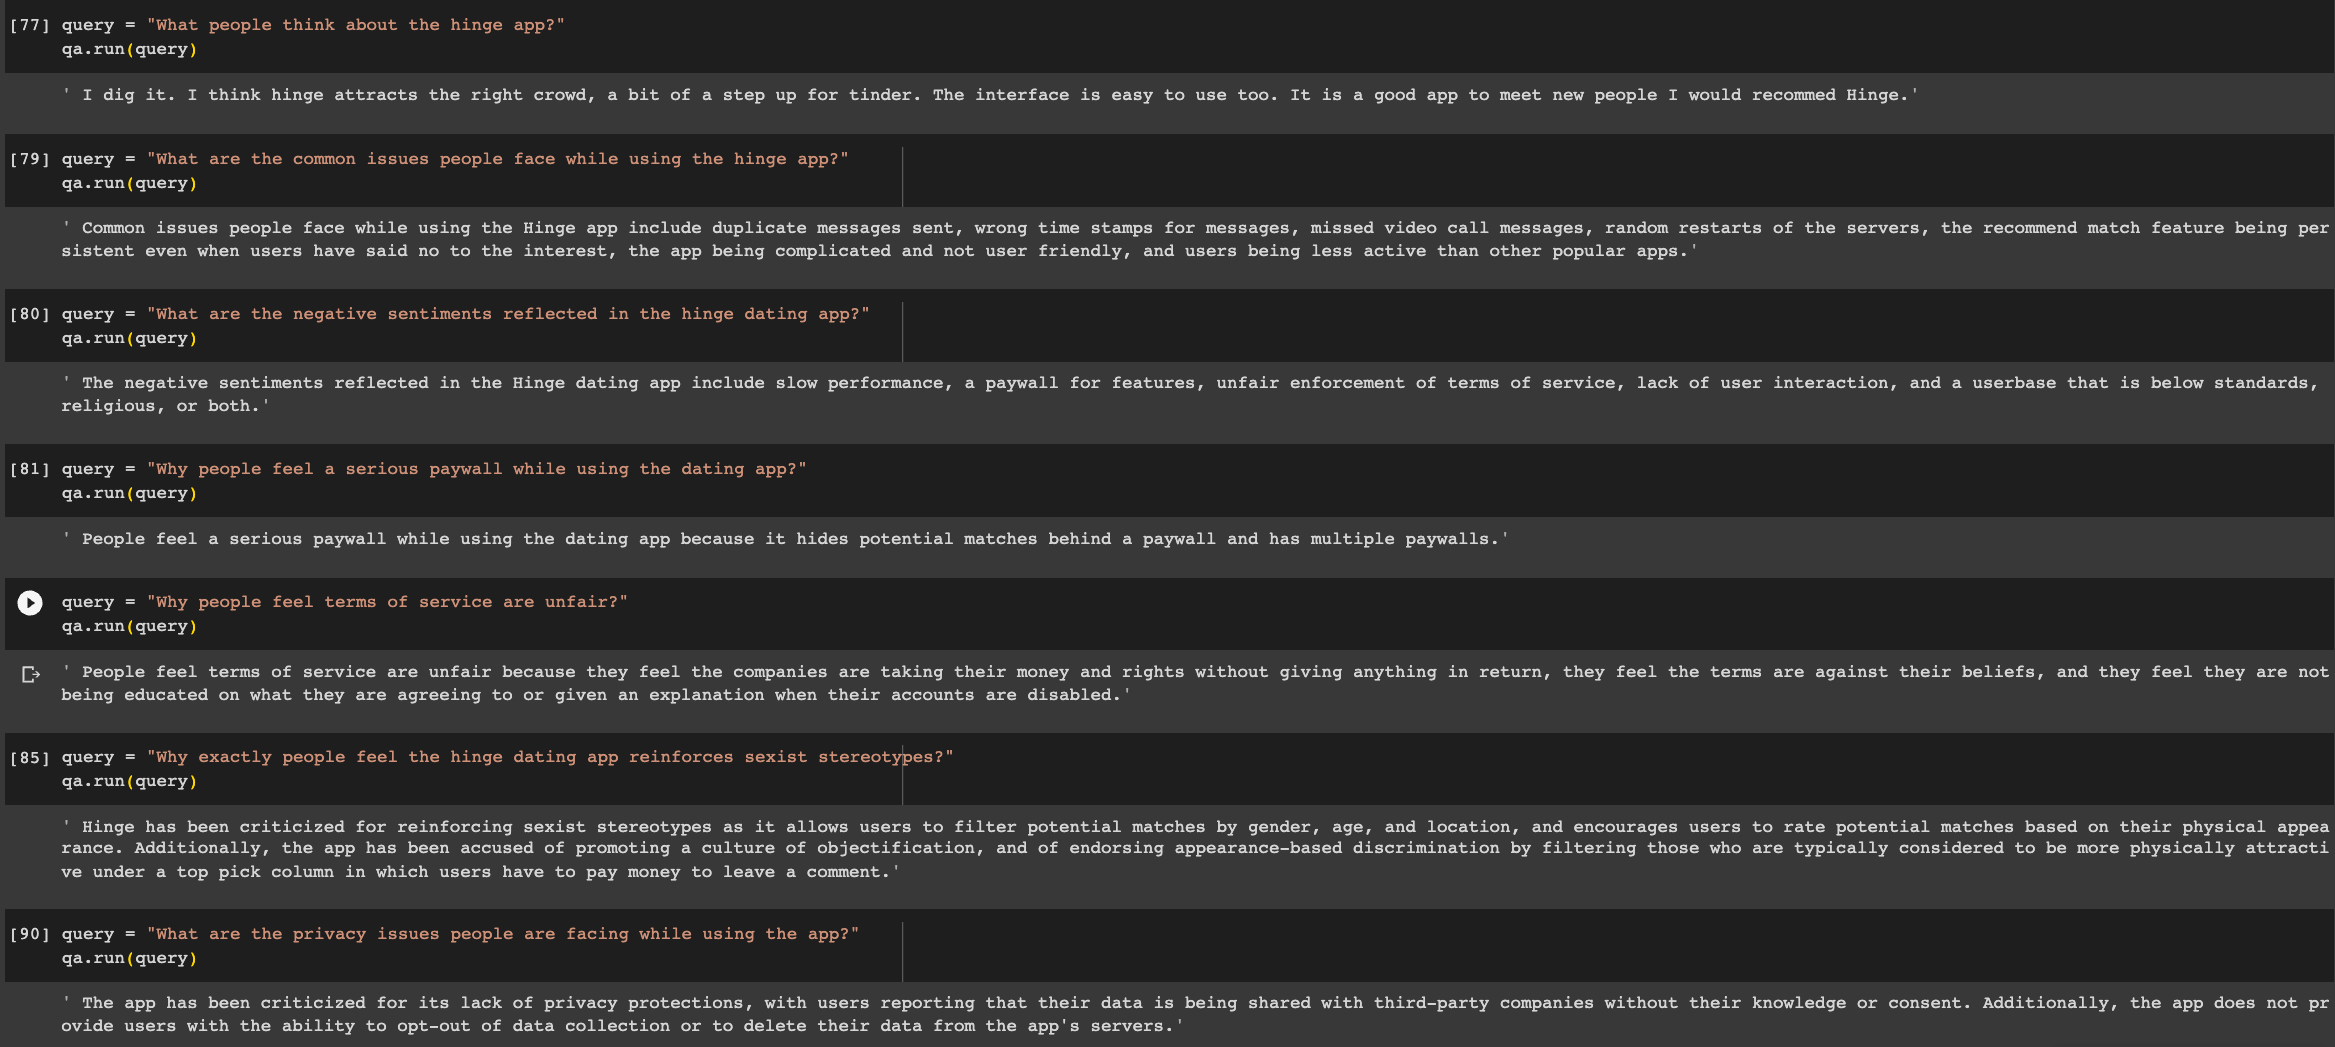 [77] query = "What people think about the hinge app?"
qa.run(query)
' I dig it. I think hinge attracts the right crowd, a bit of a step up for tinder. The interface is easy to use too. It is a good app to meet new people I would recommed Hinge.'
[79] query = "What are the common issues people face while using the hinge app?"
qa.run(query)
' Common issues people face while using the Hinge app include duplicate messages sent, wrong time stamps for messages, missed video call messages, random restarts of the servers, the recommend match feature being per
sistent even when users have said no to the interest, the app being complicated and not user friendly, and users being less active than other popular apps.'
[80] query = "What are the negative sentiments reflected in the hinge dating app?"
qa.run(query)
' The negative sentiments reflected in the Hinge dating app include slow performance, a paywall for features, unfair enforcement of terms of service, lack of user interaction, and a userbase that is below standards,
religious, or both.'
[81] query = "Why people feel a serious paywall while using the dating app?"
qa.run(query)
' People feel a serious paywall while using the dating app because it hides potential matches behind a paywall and has multiple paywalls.'
query = "Why people feel terms of service are unfair?"
qa.run(query)
' People feel terms of service are unfair because they feel the companies are taking their money and rights without giving anything in return, they feel the terms are against their beliefs, and they feel they are not
being educated on what they are agreeing to or given an explanation when their accounts are disabled.'
[85] query = "Why exactly people feel the hinge dating app reinforces sexist stereotypes?"
qa.run(query)
' Hinge has been criticized for reinforcing sexist stereotypes as it allows users to filter potential matches by gender, age, and location, and encourages users to rate potential matches based on their physical appea
rance. Additionally, the app has been accused of promoting a culture of objectification, and of endorsing appearance-based discrimination by filtering those who are typically considered to be more physically attracti
ve under a top pick column in which users have to pay money to leave a comment.'
[90] query = "What are the privacy issues people are facing while using the app?"
qa.run(query)
' The app has been criticized for its lack of privacy protections, with users reporting that their data is being shared with third-party companies without their knowledge or consent. Additionally, the app does not pr
ovide users with the ability to opt-out of data collection or to delete their data from the app's servers.'